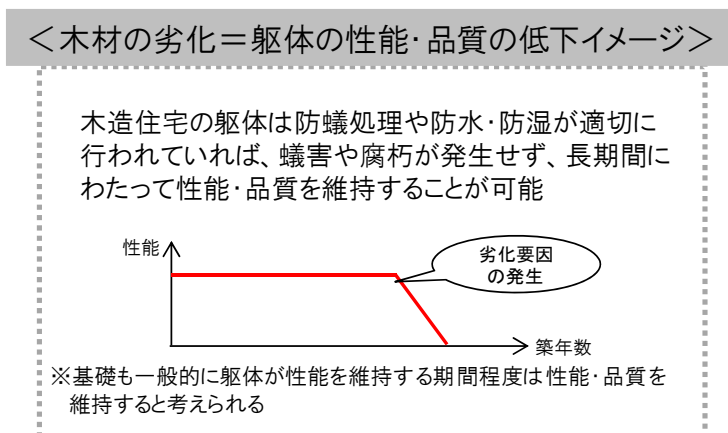 ＜木材の劣化＝躯体の性能･品質の低下イメージ＞
木造住宅の躯体は防蟻処理や防水･防湿が適切に
行われていれば、蟻害や腐朽が発生せず、長期間に
わたって性能･品質を維持することが可能
性能
劣化要因
の発生
築年数
※基礎も一般的に躯体が性能を維持する期間程度は性能･品質を
維持すると考えられる